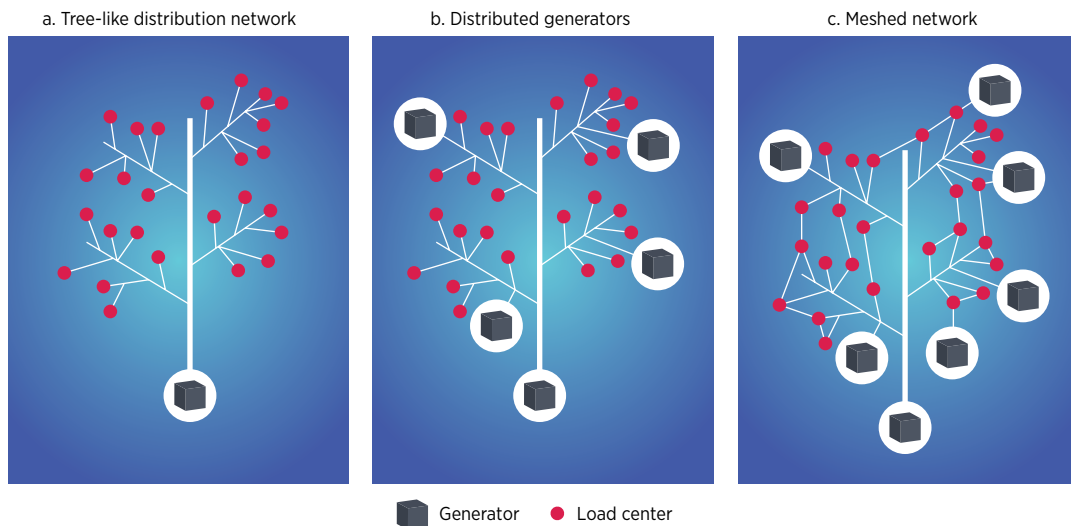 a. Tree-like distribution network
b. Distributed generators
c. Meshed network
Generator
Load center